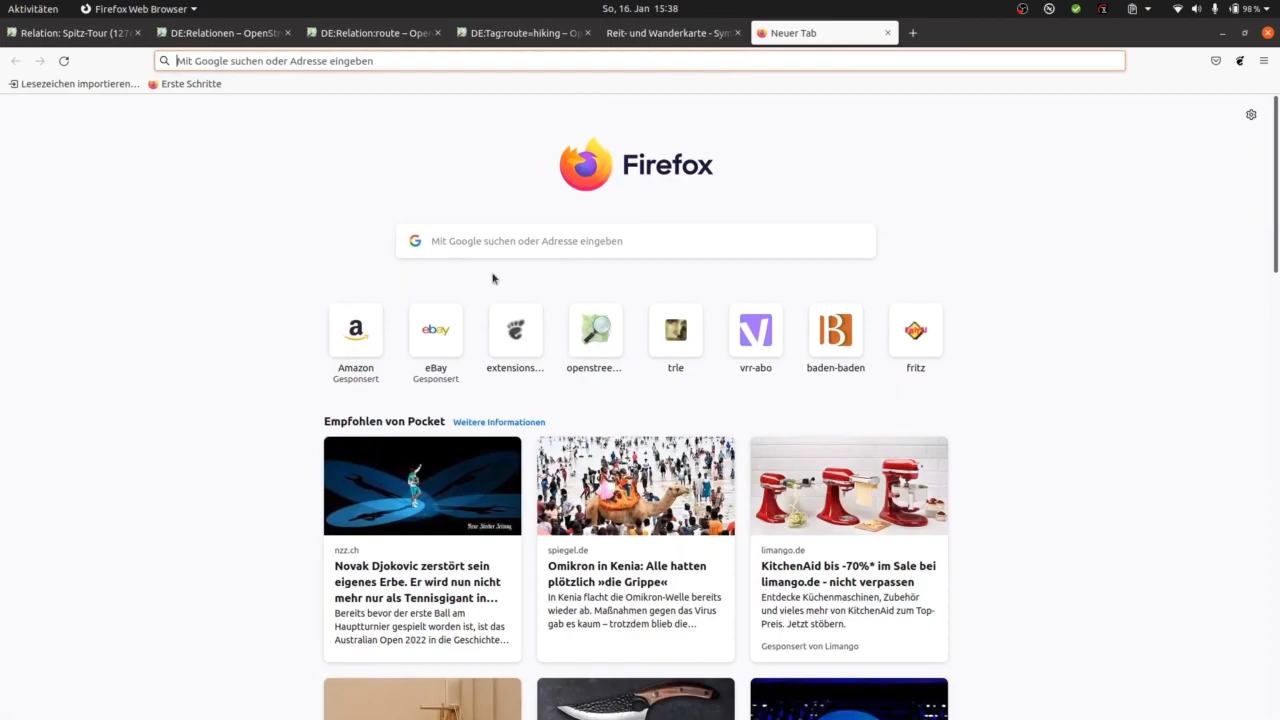 Aktivitäten
Firefox Web Browser
So, 16. Jan 15:38
98 %
Relation: Spitz-Tour (127
DE:Relationen – OpenStr
DE:Relation:route – Open
DE:Tag:route=hiking – Op
Reit- und Wanderkarte - Sym
Neuer Tab
Mit Google suchen oder Adresse eingeben
Lesezeichen importieren…
Erste Schritte
Firefox
Mit Google suchen oder Adresse eingeben
Amazon
Gesponsert
ebay
eBay
Gesponsert
extensions…
openstree…
trle
vrr-abo
baden-baden
fritz
Empfohlen von Pocket
Weitere Informationen
Neue Zürcher Zeitung
nzz.ch
Novak Djokovic zerstört sein
eigenes Erbe. Er wird nun nicht
mehr nur als Tennisgigant in…
Bereits bevor der erste Ball am
Hauptturnier gespielt worden ist, ist das
Australian Open 2022 in die Geschichte…
spiegel.de
Omikron in Kenia: Alle hatten
plötzlich »die Grippe«
In Kenia flacht die Omikron-Welle bereits
wieder ab. Maßnahmen gegen das Virus
gab es kaum – trotzdem blieb die…
limango.de
KitchenAid bis -70%* im Sale bei
limango.de - nicht verpassen
Entdecke Küchenmaschinen, Zubehör
und vieles mehr von KitchenAid zum Top-
Preis. Jetzt stöbern.
Gesponsert von Limango